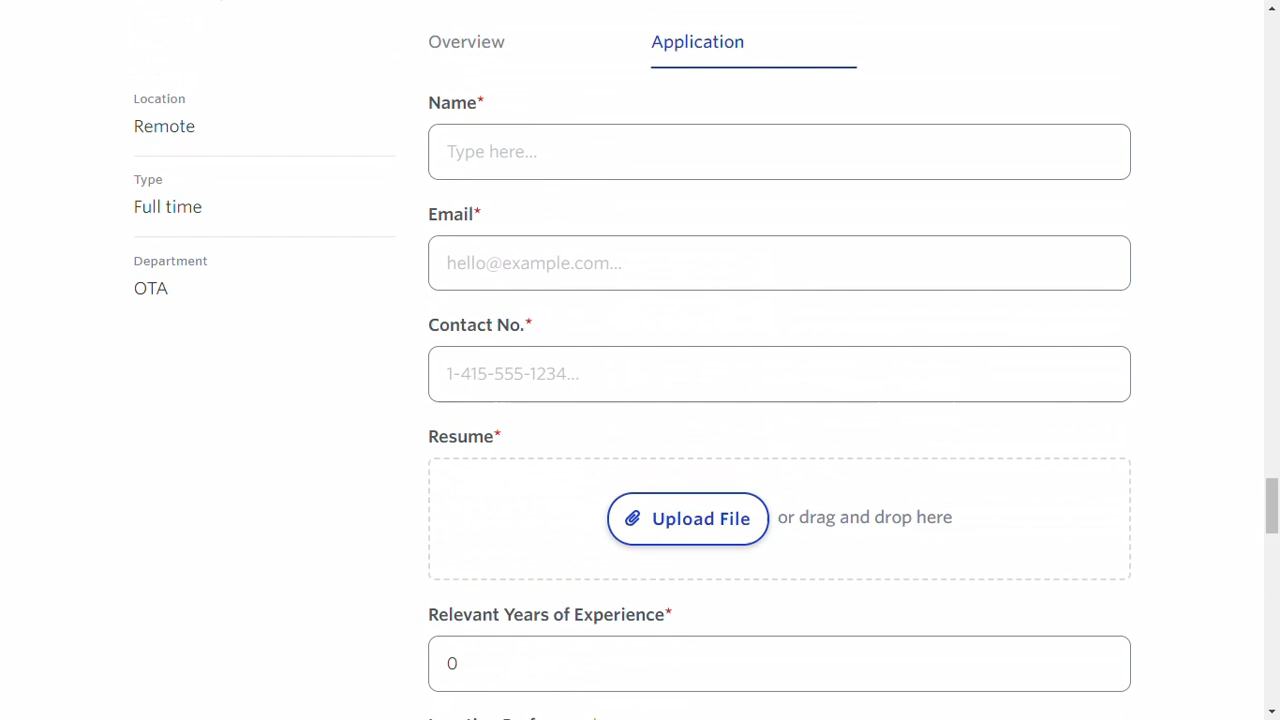 Overview
Application
Location
Remote
Type
Full time
Department
OTA
Name*
Type here...
Email*
hello@example.com...
Contact No.*
1-415-555-1234...
Resume*
Upload File or drag and drop here
Relevant Years of Experience*
0